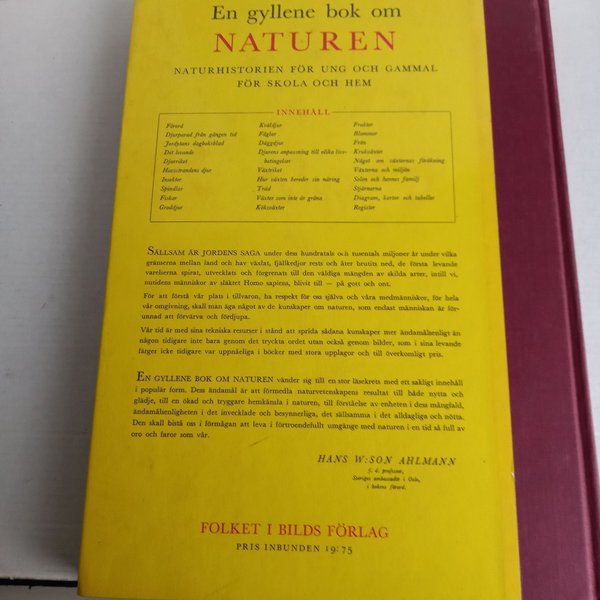 En gyllene bok om
NATUREN
NATURHISTORIEN FÖR UNG OCH GAMMAL
FÖR SKOLA OCH HEM
INNEHÅLL
Förord
Djurparad från gången tid
Jordytans dagboksblad
Det levande
Djurriket
Havsstrandens djur
Insekter
Spindlar
Fiskar
Groddjur
Kräldjur
Fåglar
Däggdjur
Djurens anpassning till olika livs-
betingelser
Växtriket
Hur växten bereder sin näring
Träd
Växter som inte är gröna
Köksväxter
Frukter
Blommor
Frön
Krukväxter
Något om växternas förökning
Växterna och miljön
Solen och hennes familj
Stjärnorna
Diagram, kartor och tabeller
Register
SÄLLSAM ÄR JORDENS SAGA under dess hundratals och tusentals miljoner år under vilka
gränserna mellan land och hav växlat, fjällkedjor rests och åter brutits ned, de första levande
varelserna spirat, utvecklats och förgrenats till den väldiga mängden av skilda arter, intill vi,
nutidens människor av släktet Homo sapiens, blivit till — på gott och ont.
För att förstå vår plats i tillvaron, ha respekt för oss själva och våra medmänniskor, för hela
vår omgivning, skall man äga något av de kunskaper om naturen, som endast människan är för-
unnad att förvärva och fördjupa.
Vår tid är med sina tekniska resurser i stånd att sprida sådana kunskaper mer ändamålsenligt än
någon tidigare inte bara genom det tryckta ordet utan också genom bilder, som i sina levande
färger icke tidigare var uppnåeliga i böcker med stora upplagor och till överkomligt pris.
EN GYLLENE BOK OM NATUREN vänder sig till en stor läsekrets med ett sakligt innehåll
i populär form. Dess ändamål är att förmedla naturvetenskapens resultat till både nytta och
glädje, till en ökad och tryggare hemkänsla i naturen, till förståelse av enheten i dess mångfald,
ändamålsenligheten i det invecklade och besynnerliga, det sällsamma i det alldagliga och nötta.
Den skall bistå oss i förmågan att leva i förtroendefullt umgänge med naturen i en tid så full av
oro och faror som vår.
HANS W:SON AHLMANN
f. d. professor,
Sveriges ambassadör i Oslo,
i bokens förord.
FOLKET I BILDS FÖRLAG
PRIS INBUNDEN 19:75